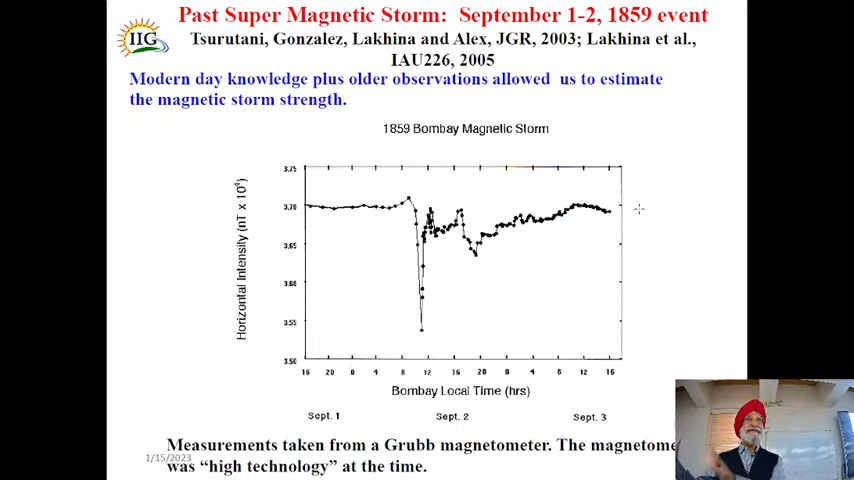 Past Super Magnetic Storm: September 1-2, 1859 event
IIG
Tsurutani, Gonzalez, Lakhina and Alex, JGR, 2003; Lakhina et al.,
IAU226, 2005
Modern day knowledge plus older observations allowed us to estimate
the magnetic storm strength.
1859 Bombay Magnetic Storm
Horizontal Intensity (nT x 10⁴)
3.75
3.70
3.65
3.60
3.55
3.50
16 20 0 4 8 12 16 20 0 4 8 12 16
Bombay Local Time (hrs)
Sept. 1 Sept. 2 Sept. 3
Measurements taken from a Grubb magnetometer. The magnetome
1/15/2023
was “high technology” at the time.